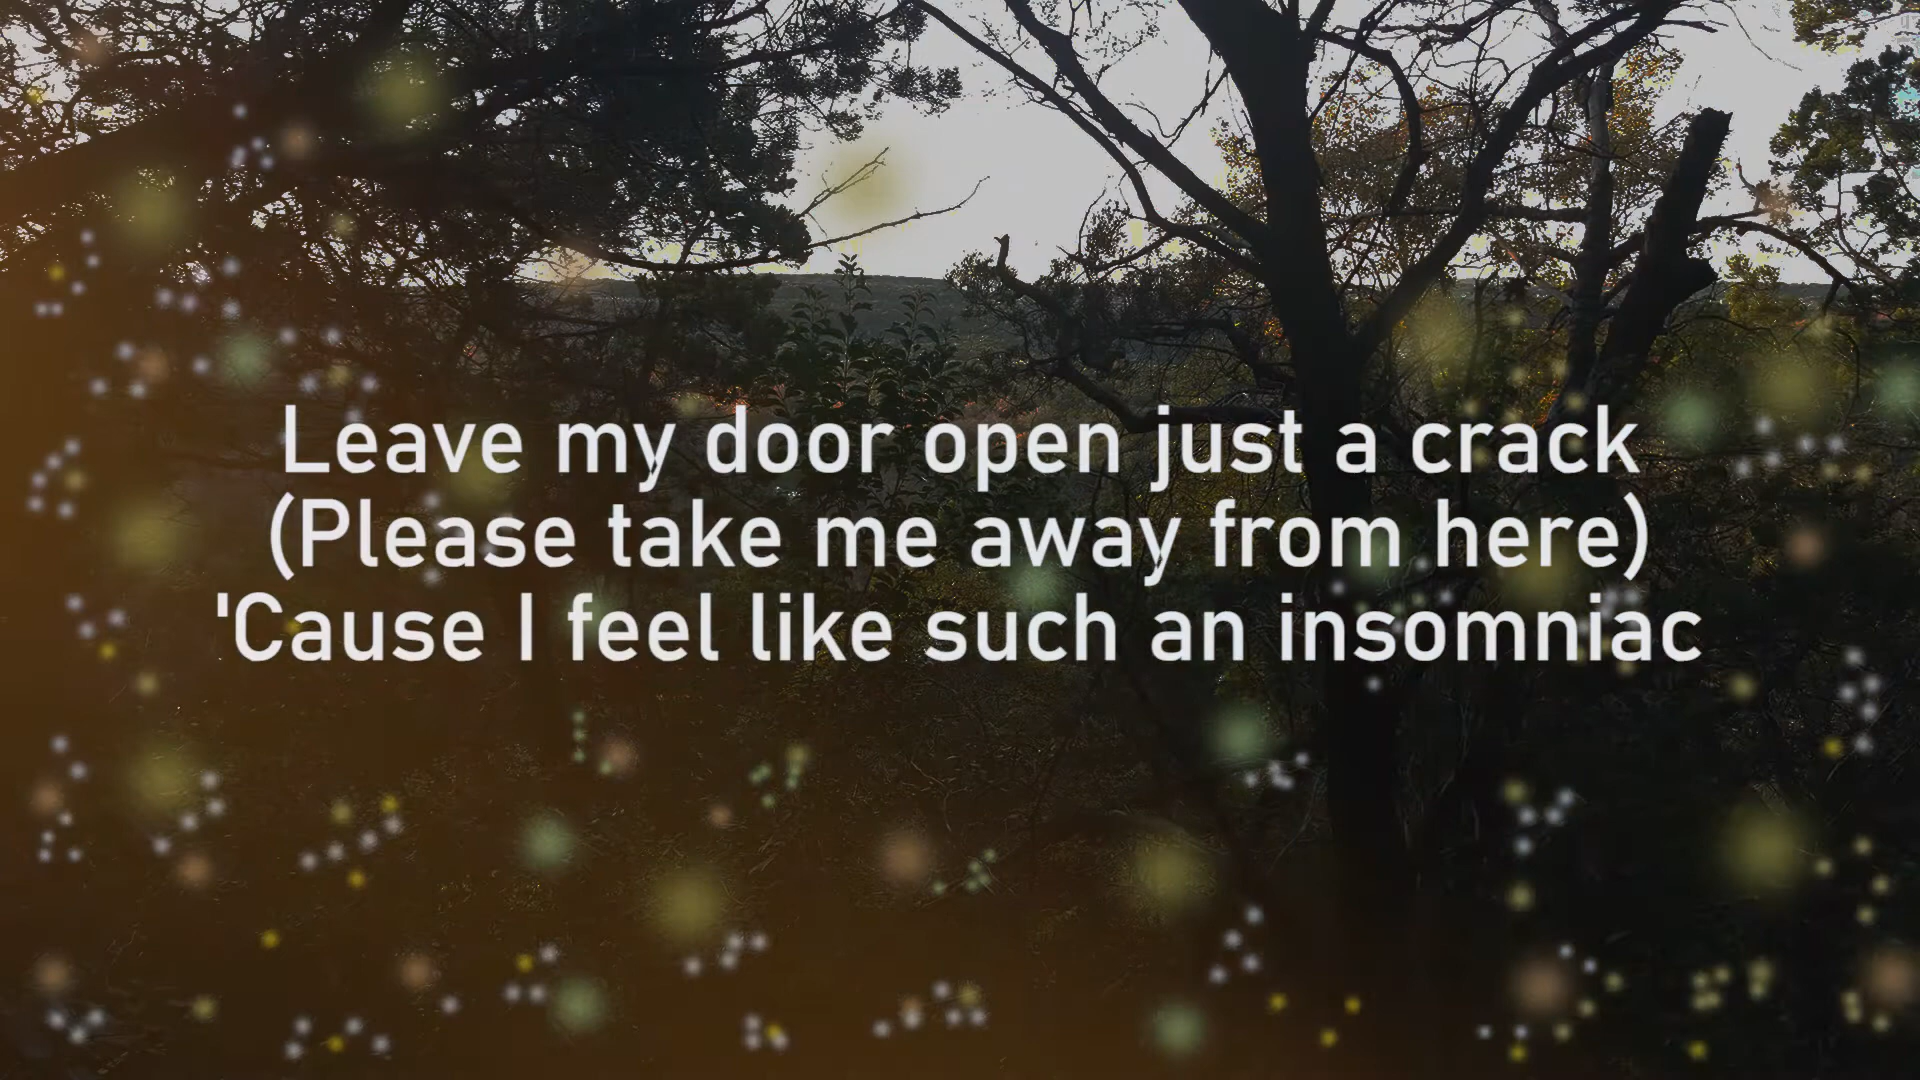 Leave my door open just a crack
(Please take me away from here)
'Cause I feel like such an insomniac